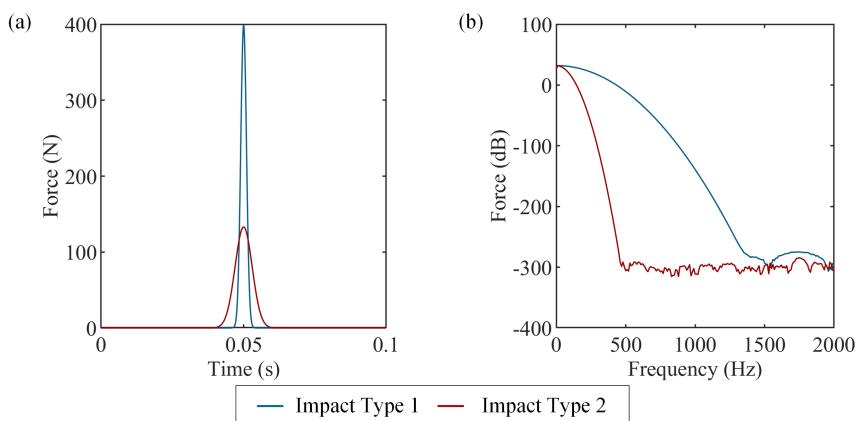 (a)
400
300
200
100
0
Force (N)
0
0.05
0.1
Time (s)
(b)
100
0
-100
-200
-300
-400
Force (dB)
0
500
1000
1500
2000
Frequency (Hz)
Impact Type 1
Impact Type 2